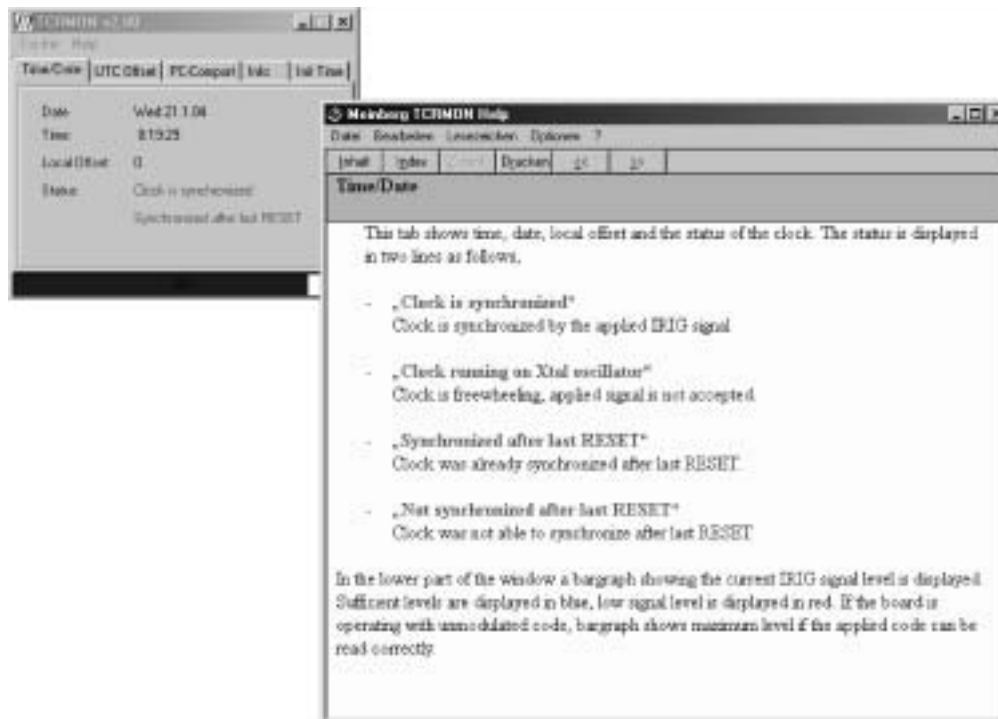 TCRMON v2.00
Help
Time/Date UTC Offset PC-Comport Info Init Time
Date Wed 21.1.04
Time 8:19:29
Local Offset 0
Status Clock is synchronized
Synchronized after last RESET
Meinberg TCRMON Help
Datei Bearbeiten Lesezeichen Optionen ?
Inhalt Index Drucken << >>
Time/Date
This tab shows time, date, local offset and the status of the clock. The status is displayed
in two lines as follows,
- „Clock is synchronized“
Clock is synchronized by the applied IRIG signal
- „Clock running on Xtal oscillator“
Clock is freewheeling, applied signal is not accepted
- „Synchronized after last RESET“
Clock was already synchronized after last RESET
- „Not synchronized after last RESET“
Clock was not able to synchronize after last RESET
In the lower part of the window a bargraph showing the current IRIG signal level is displayed.
Sufficient levels are displayed in blue, low signal level is displayed in red. If the board is
operating with unmodulated code, bargraph shows maximum level if the applied code can be
read correctly.